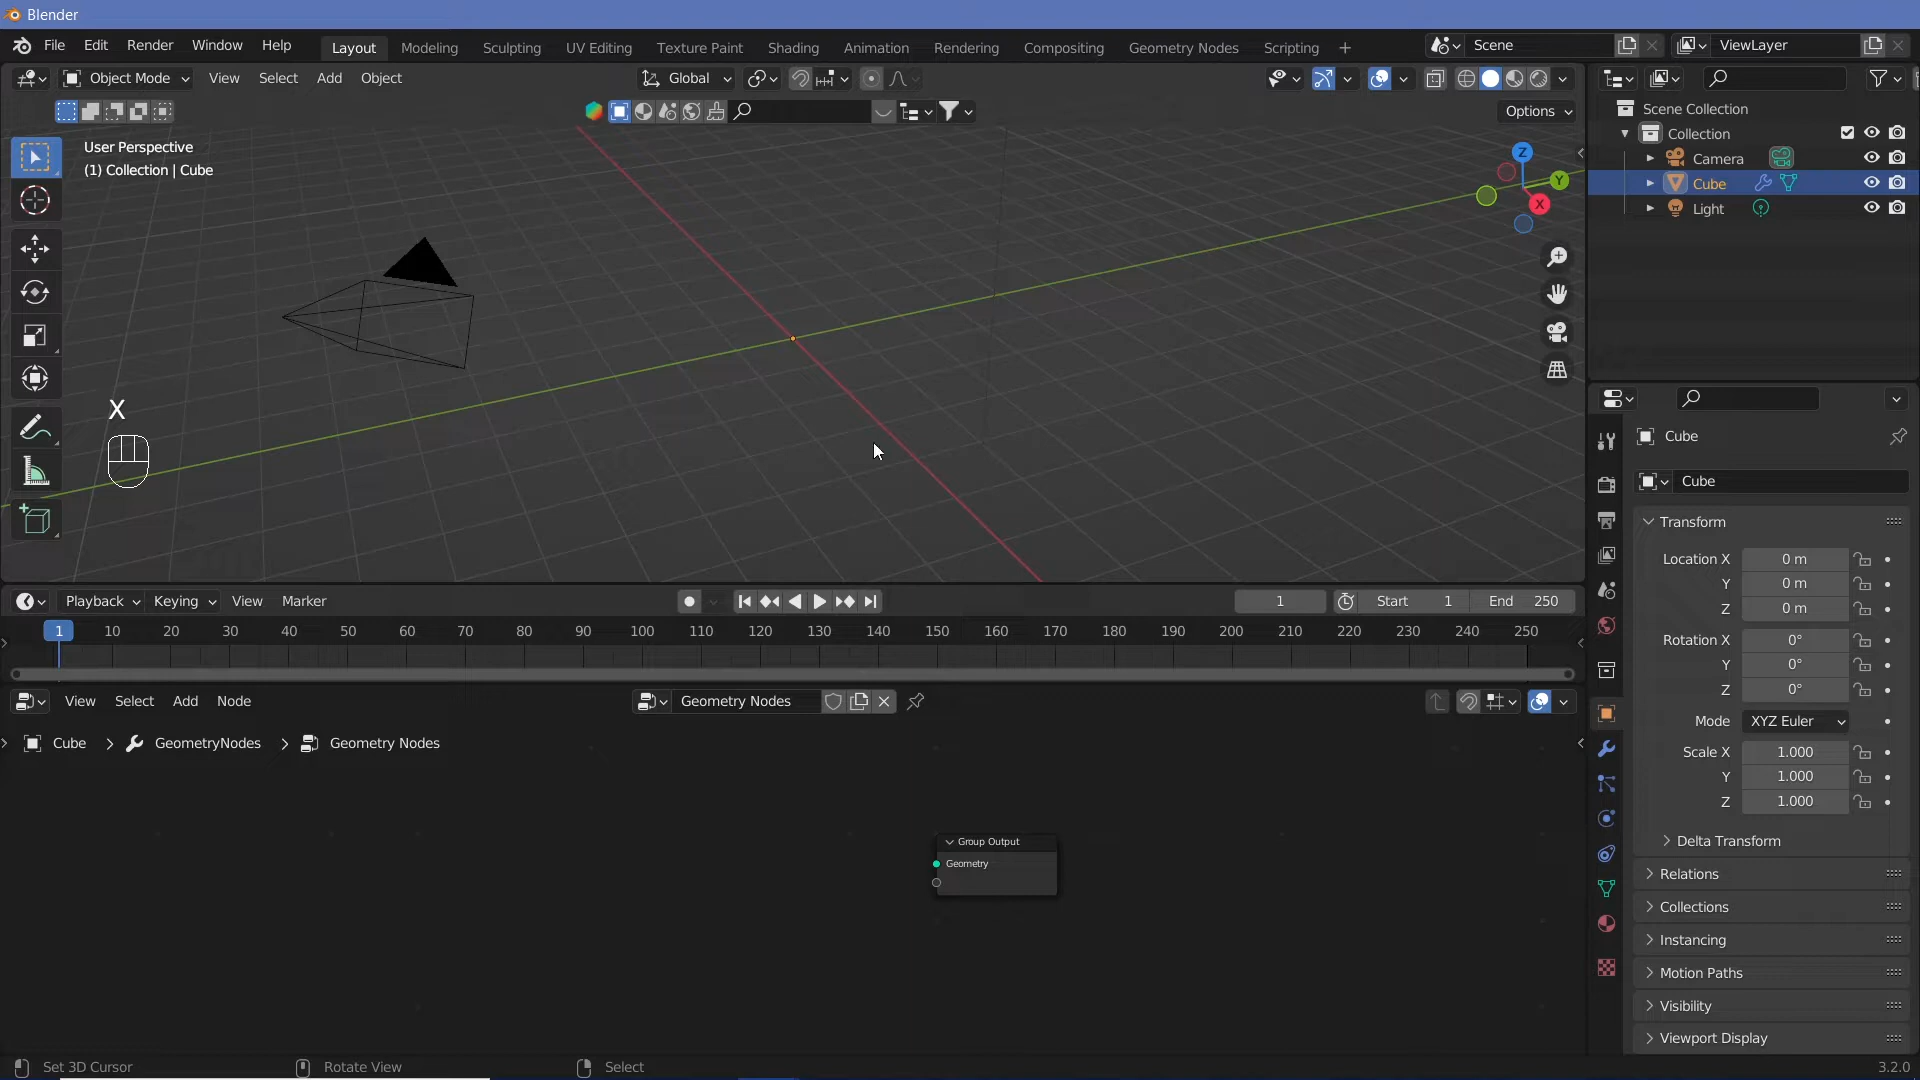 Blender
File Edit Render Window Help Layout Modeling Sculpting UV Editing Texture Paint Shading Animation Rendering Compositing Geometry Nodes Scripting + Scene ViewLayer
Object Mode View Select Add Object Global
Options
User Perspective
(1) Collection | Cube
Z
Y
X
X
Scene Collection
Collection
Camera
Cube
Light
Cube
Cube
Transform
Location X 0 m
Y 0 m
Z 0 m
Rotation X 0°
Y 0°
Z 0°
Mode XYZ Euler
Scale X 1.000
Y 1.000
Z 1.000
Delta Transform
Relations
Collections
Instancing
Motion Paths
Visibility
Viewport Display
Playback Keying View Marker 1 Start 1 End 250
1 10 20 30 40 50 60 70 80 90 100 110 120 130 140 150 160 170 180 190 200 210 220 230 240 250
View Select Add Node Geometry Nodes
Cube > GeometryNodes > Geometry Nodes
Group Output
Geometry
Set 3D Cursor Rotate View Select 3.2.0